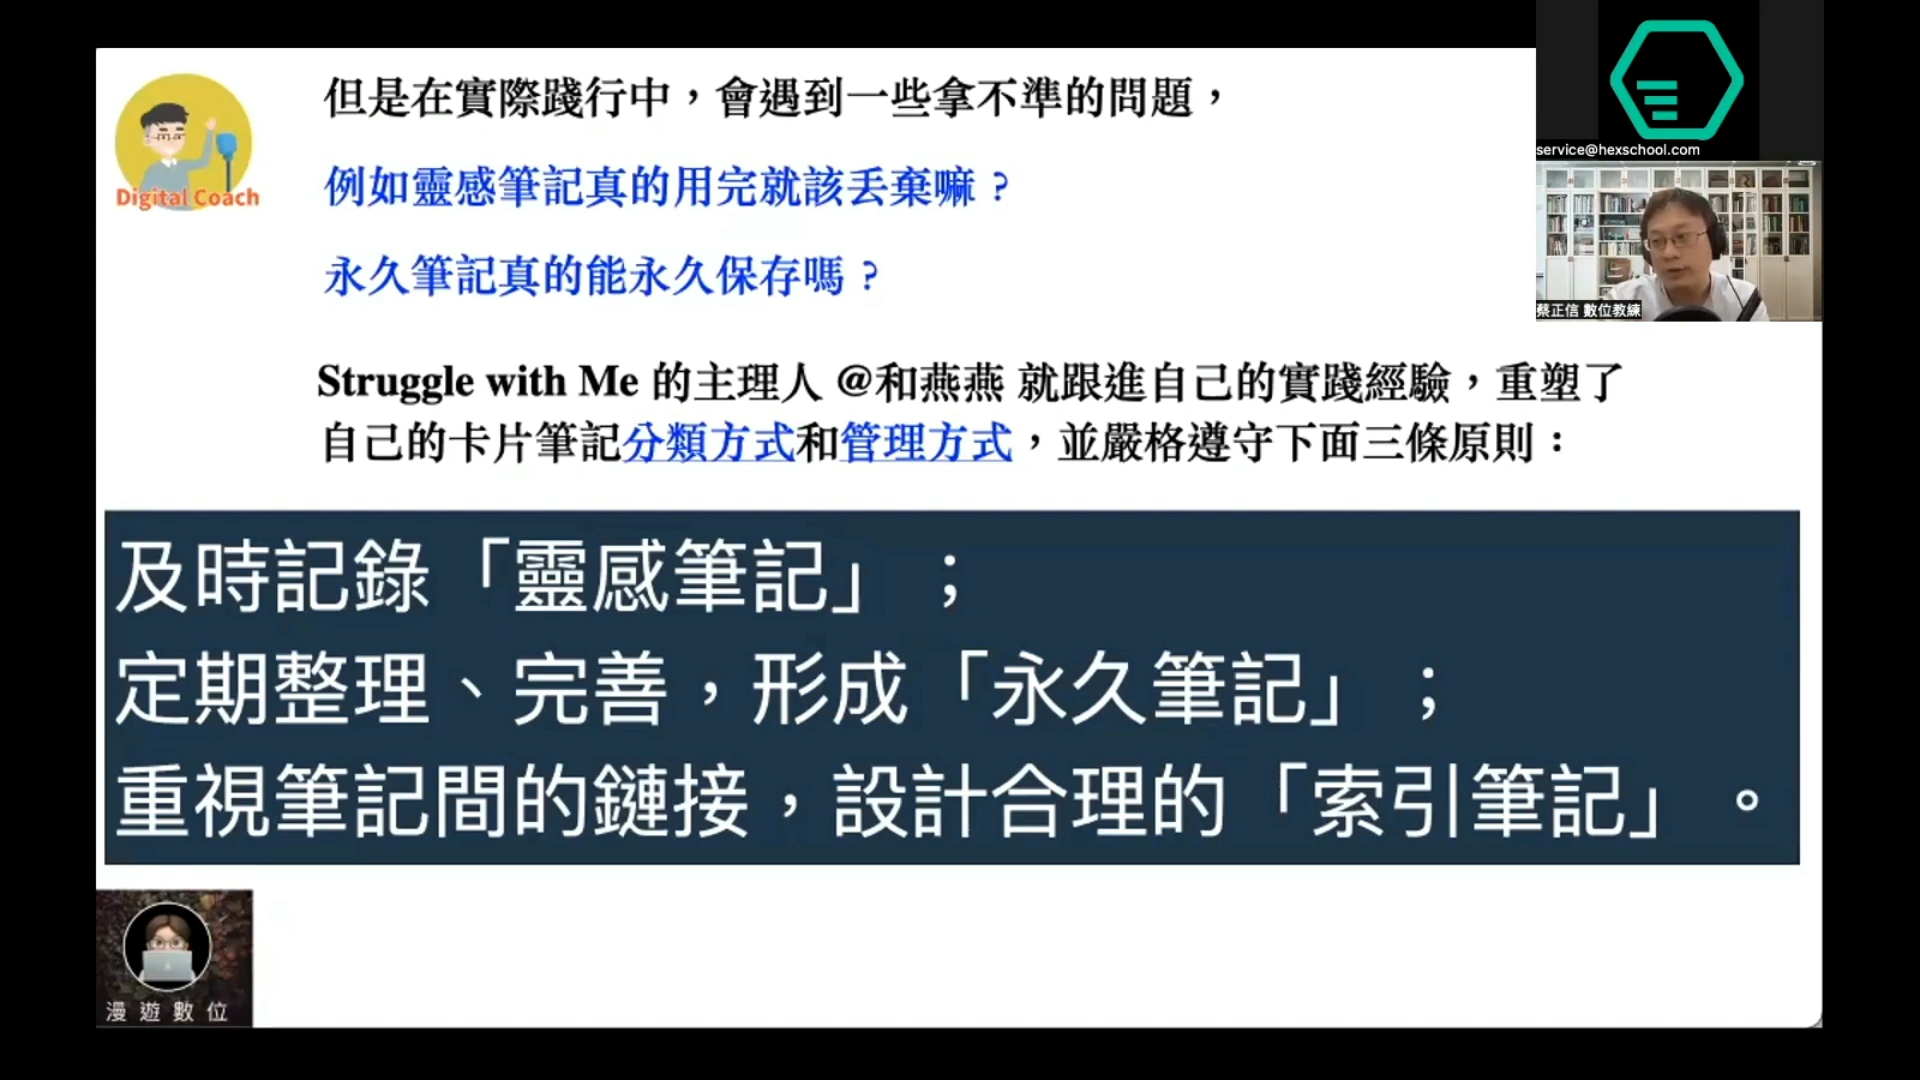 但是在實際踐行中，會遇到一些拿不準的問題，
例如靈感筆記真的用完就該丟棄嘛？
永久筆記真的能永久保存嗎？
Struggle with Me 的主理人 @和燕燕 就跟進自己的實踐經驗，重塑了
自己的卡片筆記分類方式和管理方式，並嚴格遵守下面三條原則：
及時記錄「靈感筆記」；
定期整理、完善，形成「永久筆記」；
重視筆記間的鏈接，設計合理的「索引筆記」。
Digital Coach
漫遊數位
service@hexschool.com
蔡正信 數位教練